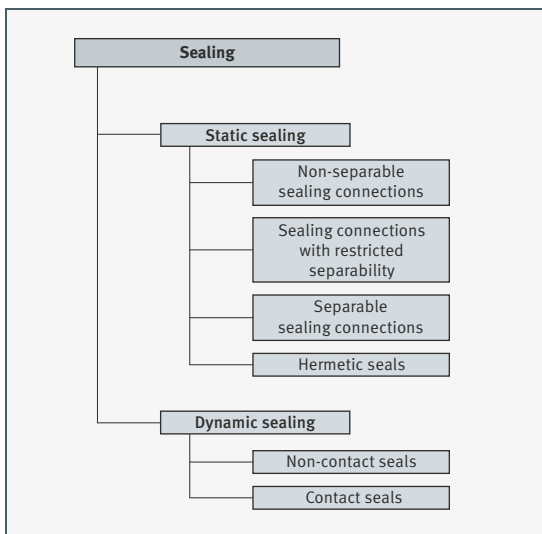 Sealing
Static sealing
Non-separable
sealing connections
Sealing connections
with restricted
separability
Separable
sealing connections
Hermetic seals
Dynamic sealing
Non-contact seals
Contact seals